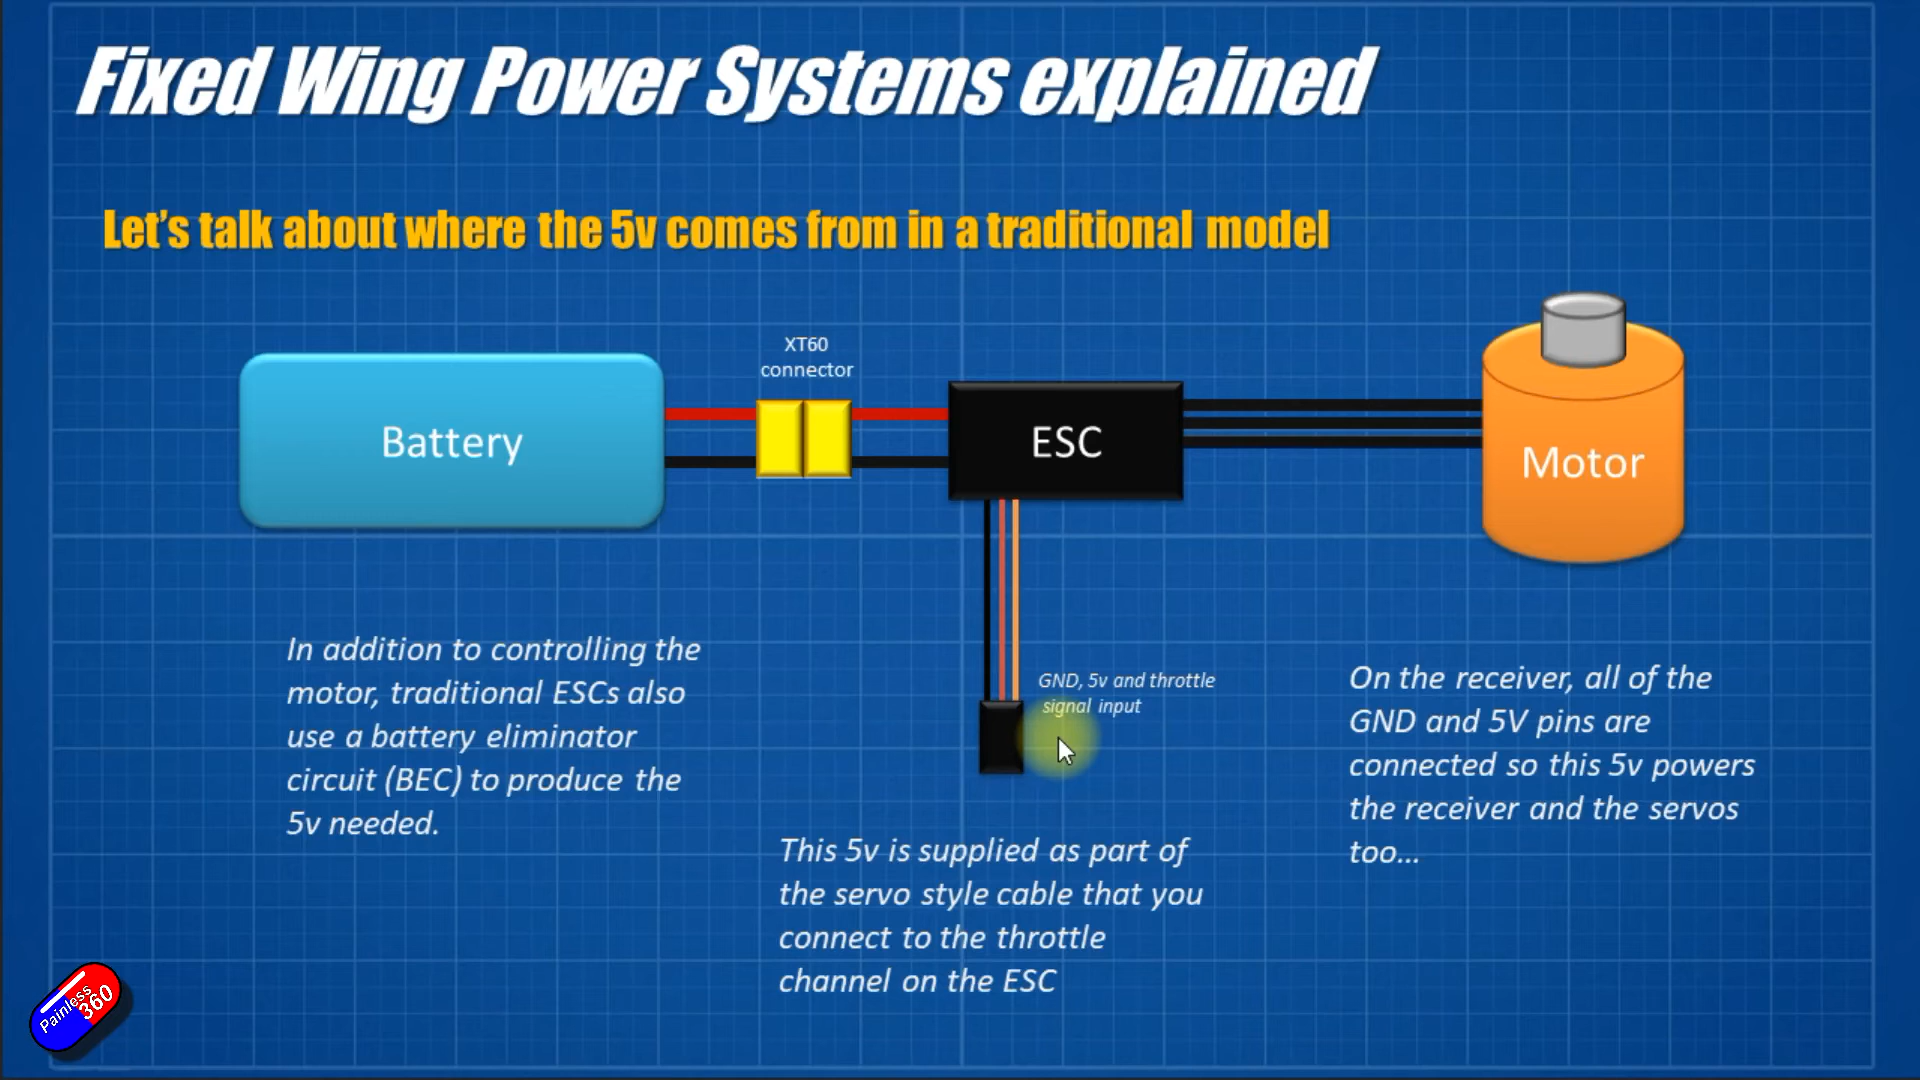 Fixed Wing Power Systems explained
Let's talk about where the 5v comes from in a traditional model
XT60
connector
Battery
ESC
Motor
In addition to controlling the
motor, traditional ESCs also
use a battery eliminator
circuit (BEC) to produce the
5v needed.
GND, 5v and throttle
signal input
This 5v is supplied as part of
the servo style cable that you
connect to the throttle
channel on the ESC
On the receiver, all of the
GND and 5V pins are
connected so this 5v powers
the receiver and the servos
too...
Painless
360